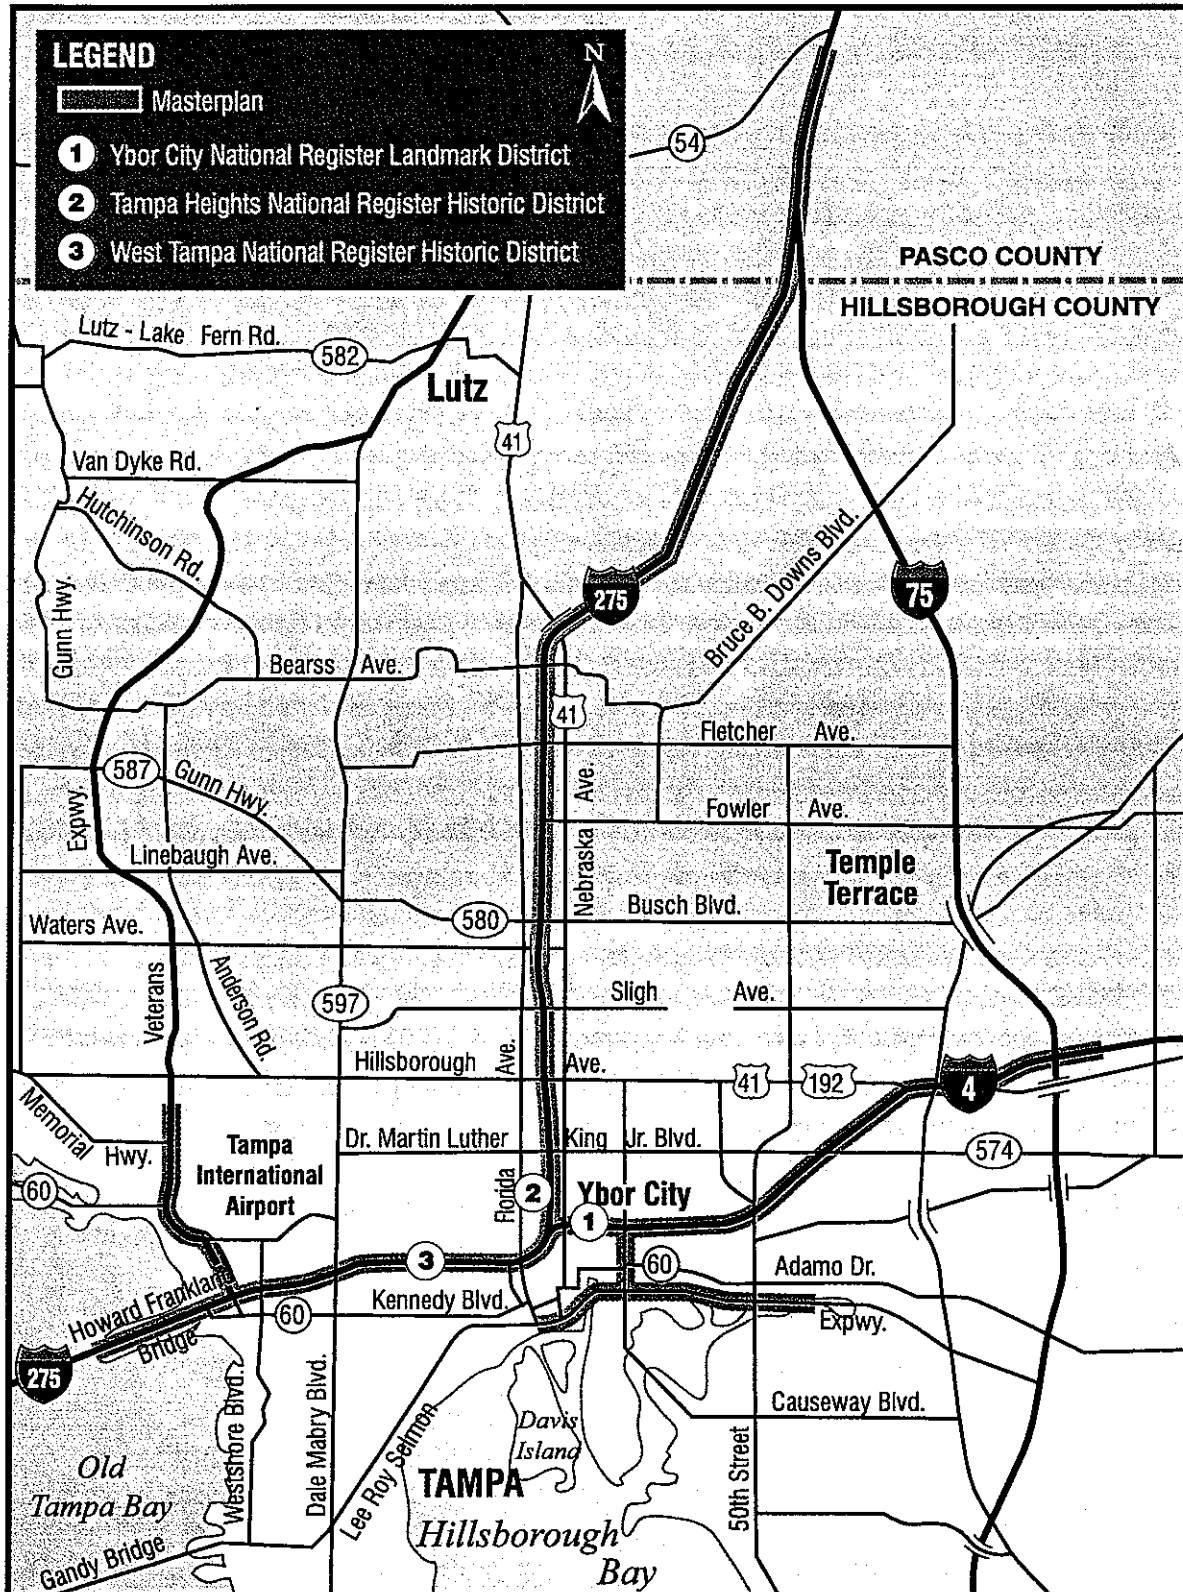 LEGEND
N
Masterplan
1 Ybor City National Register Landmark District
2 Tampa Heights National Register Historic District
3 West Tampa National Register Historic District
54
PASCO COUNTY
HILLSBOROUGH COUNTY
Lutz - Lake Fern Rd.
582
Lutz
41
Van Dyke Rd.
Hutchinson Rd.
Gunn Hwy.
275
75
Bruce B. Downs Blvd.
Bearss Ave.
41
Fletcher Ave.
587
Gunn Hwy.
Expwy.
Nebraska Ave.
Fowler Ave.
Linebaugh Ave.
Temple
Terrace
580
Busch Blvd.
Waters Ave.
Veterans
Anderson Rd.
597
Sligh Ave.
Hillsborough Ave.
Florida Ave.
41
192
4
Memorial Hwy.
Dr. Martin Luther King Jr. Blvd.
574
60
Tampa
International
Airport
2
Ybor City
1
3
60
Adamo Dr.
Howard Frankland
Bridge
60
Kennedy Blvd.
Expwy.
275
Westshore Blvd.
Dale Mabry Blvd.
Lee Roy Selmon
Davis
Island
Causeway Blvd.
50th Street
Old
Tampa Bay
TAMPA
Hillsborough
Bay
Gandy Bridge